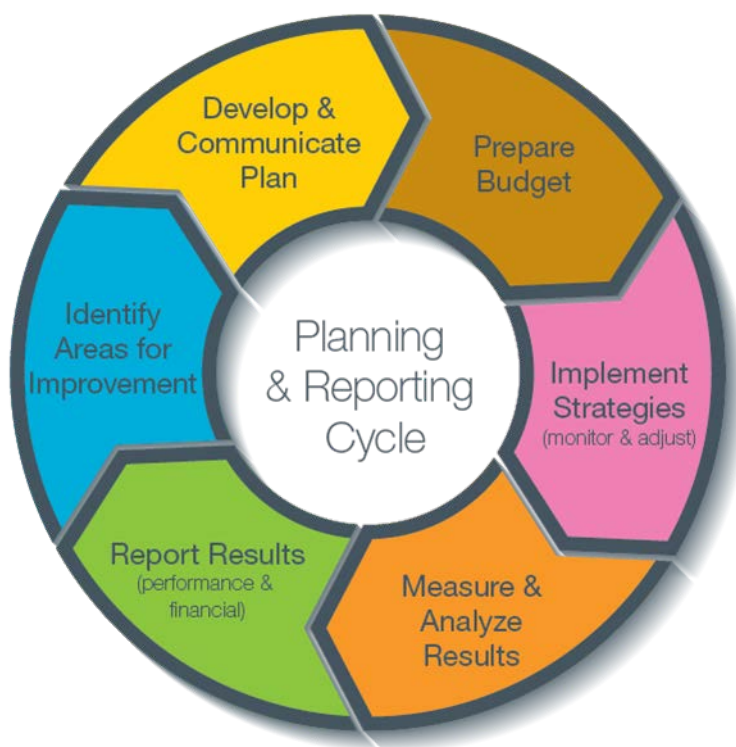 Develop &
Communicate
Plan
Prepare
Budget
Identify
Areas for
Improvement
Planning
& Reporting
Cycle
Implement
Strategies
(monitor & adjust)
Report Results
(performance &
financial)
Measure &
Analyze
Results